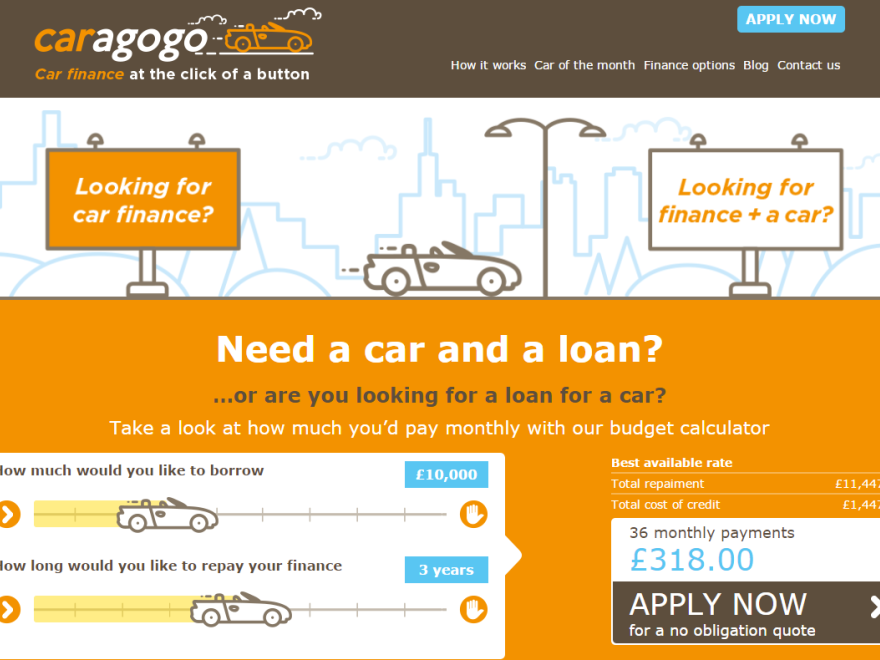 caragogo
Car finance at the click of a button
APPLY NOW
How it works Car of the month Finance options Blog Contact us
Looking for
car finance?
Looking for
finance + a car?
Need a car and a loan?
...or are you looking for a loan for a car?
Take a look at how much you'd pay monthly with our budget calculator
How much would you like to borrow
£10,000
How long would you like to repay your finance
3 years
Best available rate
Total repaiment £11,447
Total cost of credit £1,447
36 monthly payments
£318.00
APPLY NOW
for a no obligation quote